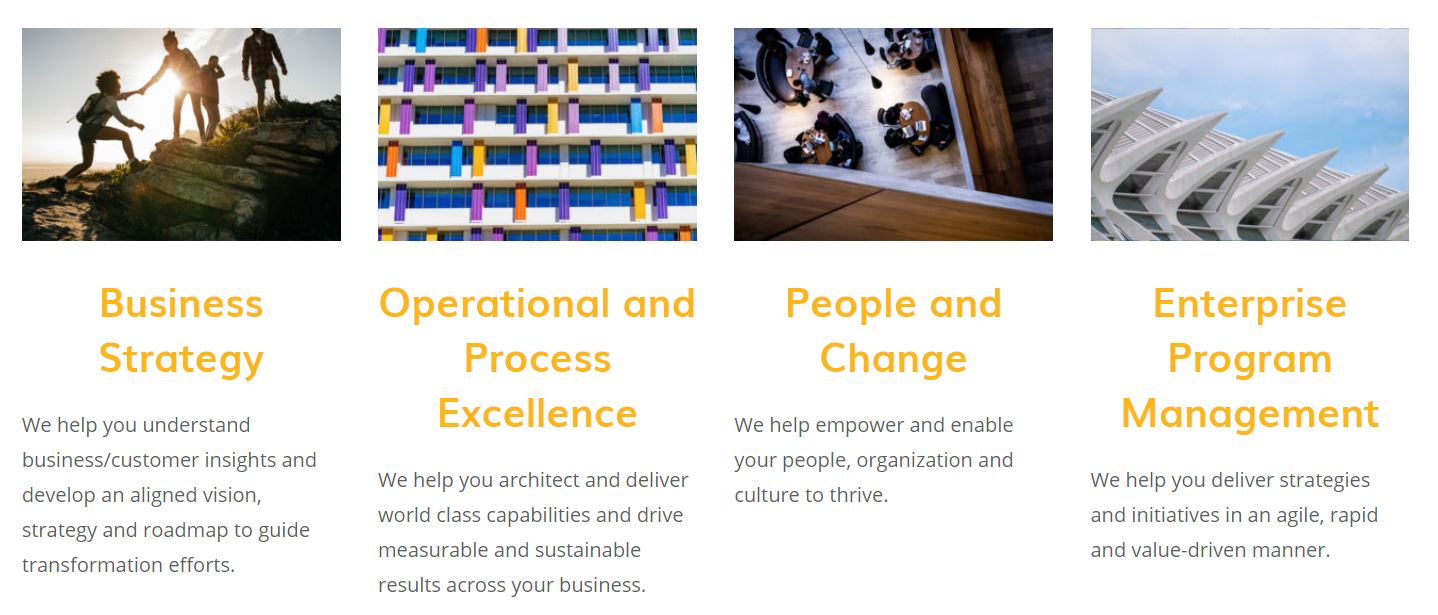 Business
Strategy
We help you understand
business/customer insights and
develop an aligned vision,
strategy and roadmap to guide
transformation efforts.
Operational and
Process
Excellence
We help you architect and deliver
world class capabilities and drive
measurable and sustainable
results across your business.
People and
Change
We help empower and enable
your people, organization and
culture to thrive.
Enterprise
Program
Management
We help you deliver strategies
and initiatives in an agile, rapid
and value-driven manner.